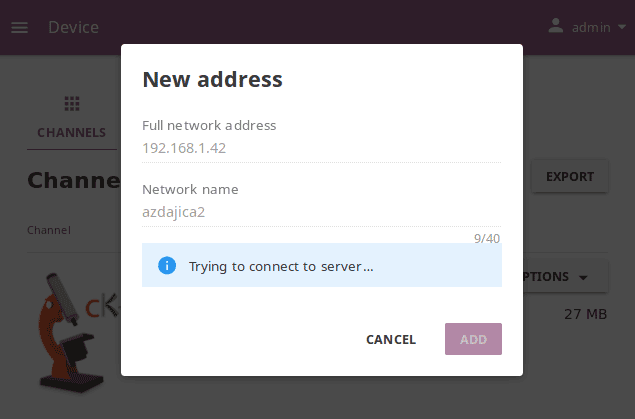 Device
admin
CHANNELS
New address
Full network address
192.168.1.42
Network name
azdajica2
9/40
Trying to connect to server...
CANCEL
ADD
Channe
EXPORT
Channel
PTIONS
cK
27 MB